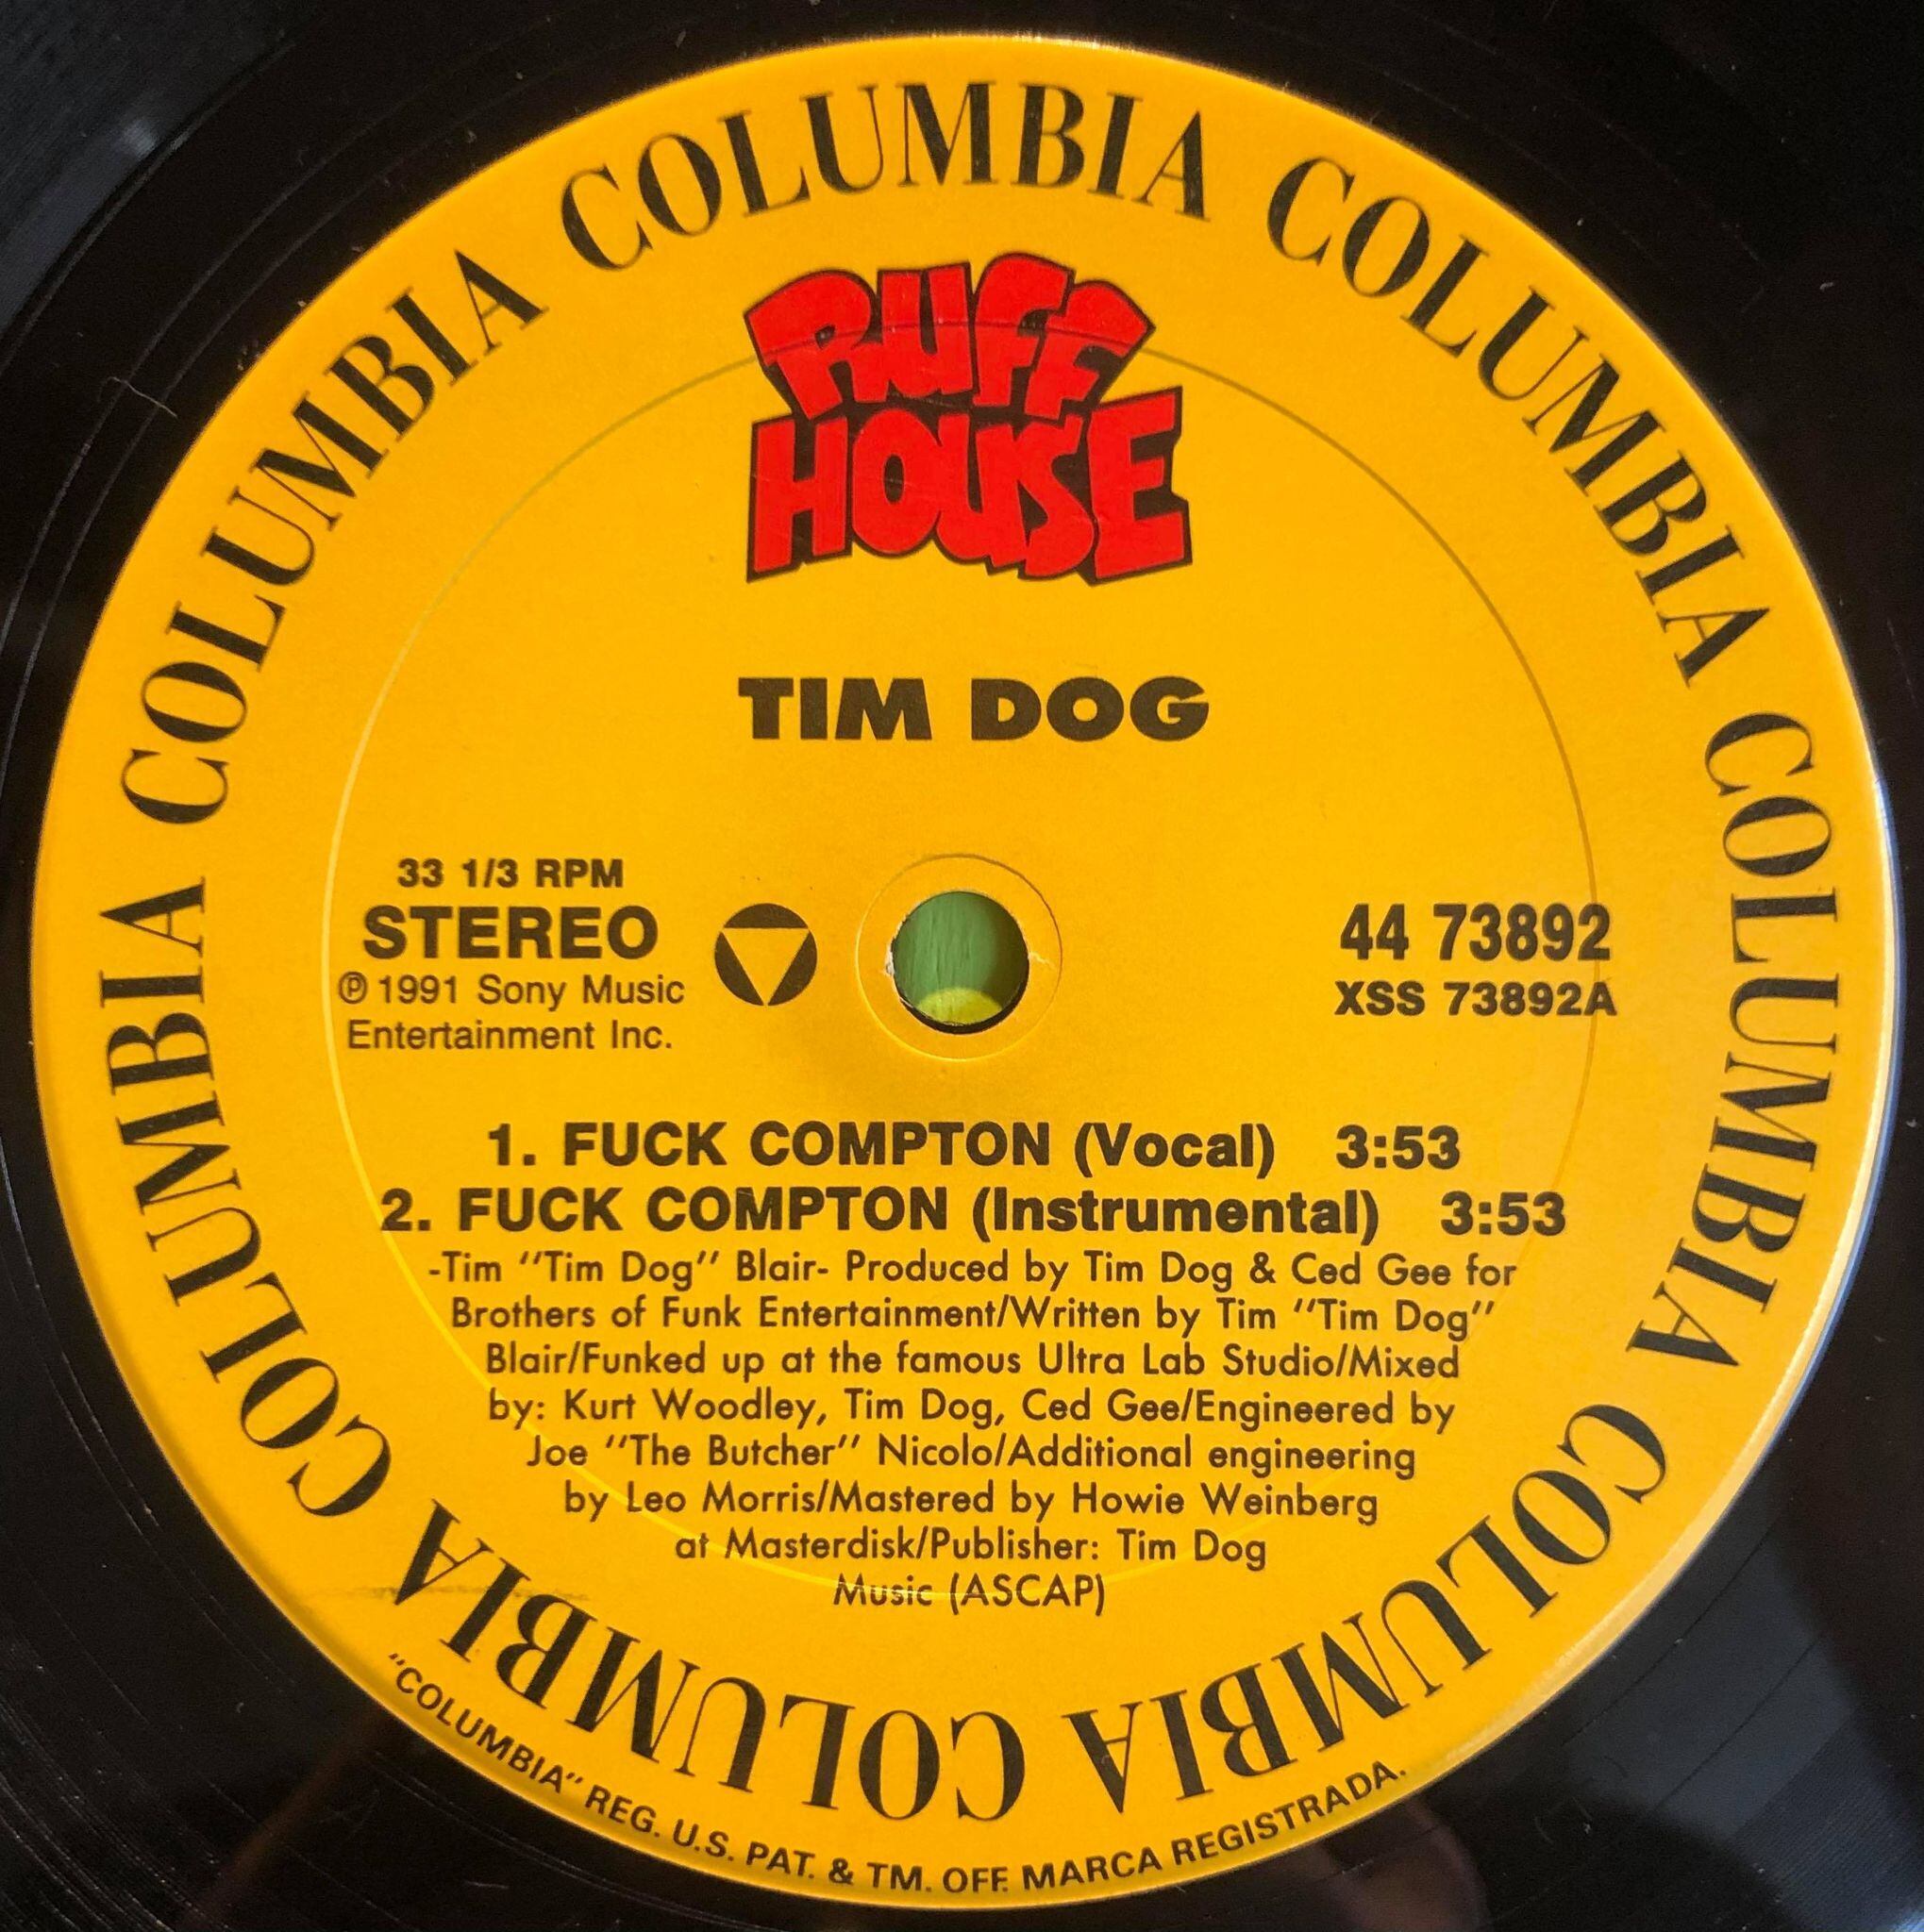 COLUMBIA COLUMBIA COLUMBIA COLUMBIA COLUMBIA COLUMBIA COLUMBIA
RUFF
HOUSE
TIM DOG
33 1/3 RPM
STEREO
℗ 1991 Sony Music
Entertainment Inc.
44 73892
XSS 73892A
1. FUCK COMPTON (Vocal) 3:53
2. FUCK COMPTON (Instrumental) 3:53
-Tim "Tim Dog" Blair- Produced by Tim Dog & Ced Gee for
Brothers of Funk Entertainment/Written by Tim "Tim Dog"
Blair/Funked up at the famous Ultra Lab Studio/Mixed
by: Kurt Woodley, Tim Dog, Ced Gee/Engineered by
Joe "The Butcher" Nicolo/Additional engineering
by Leo Morris/Mastered by Howie Weinberg
at Masterdisk/Publisher: Tim Dog
Music (ASCAP)
"COLUMBIA" REG. U.S. PAT. & TM. OFF. MARCA REGISTRADA.